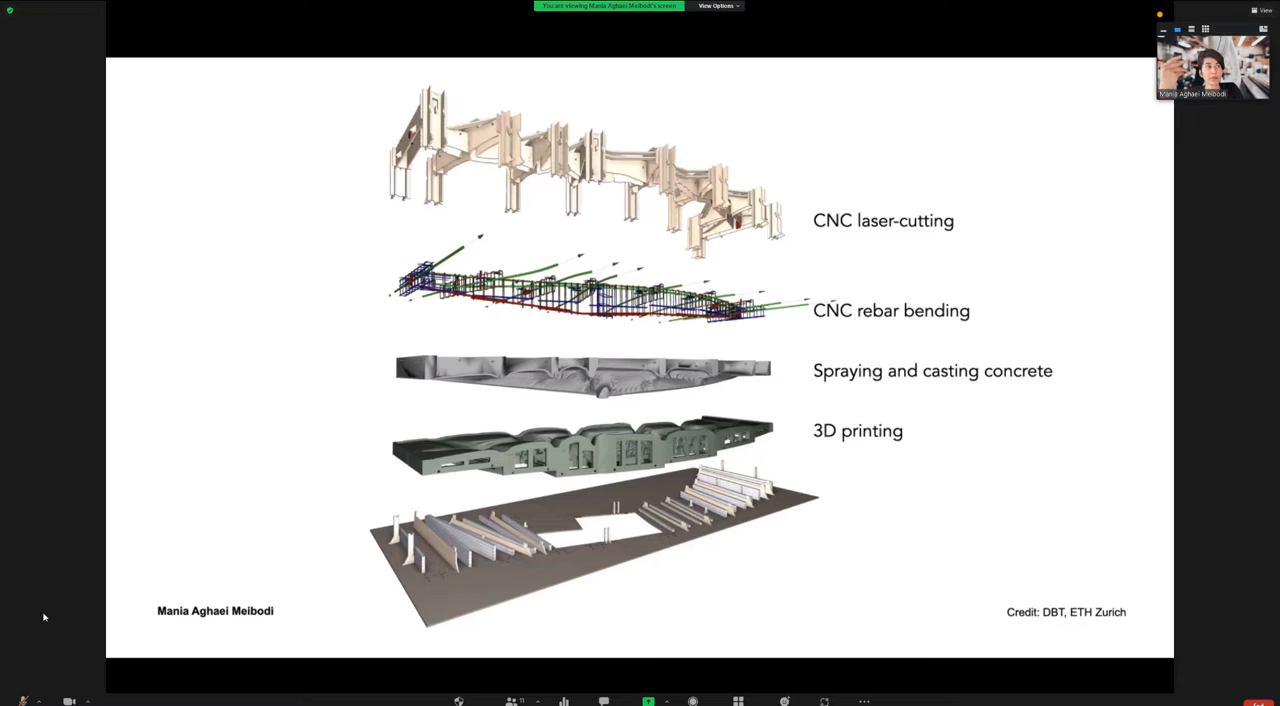 You are viewing Mania Aghaei Meibodi's screen
View Options
View
Mania Aghaei Meibodi
CNC laser-cutting
CNC rebar bending
Spraying and casting concrete
3D printing
Mania Aghaei Meibodi
Credit: DBT, ETH Zurich
11